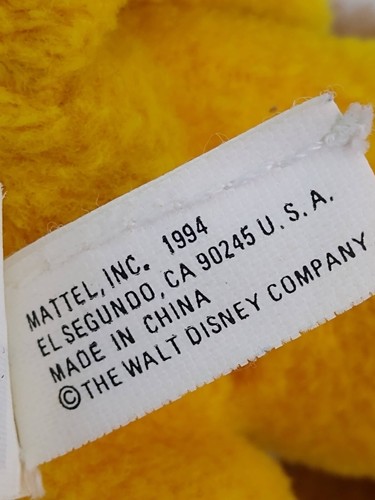 MATTEL, INC. 1994
EL SEGUNDO, CA 90245 U.S.A.
MADE IN CHINA
©THE WALT DISNEY COMPANY